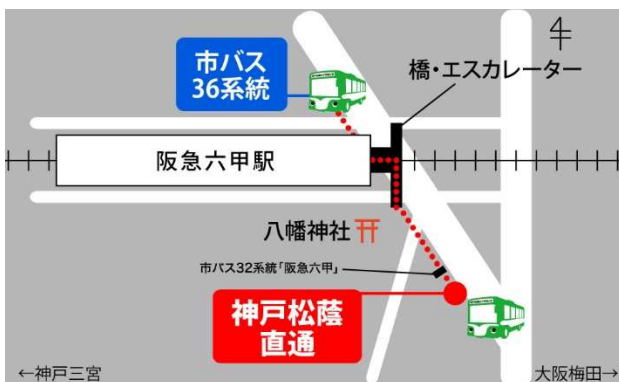 市バス
36系統
橋・エスカレーター
阪急六甲駅
八幡神社
市バス32系統「阪急六甲」
神戸松蔭
直通
←神戸三宮
大阪梅田→